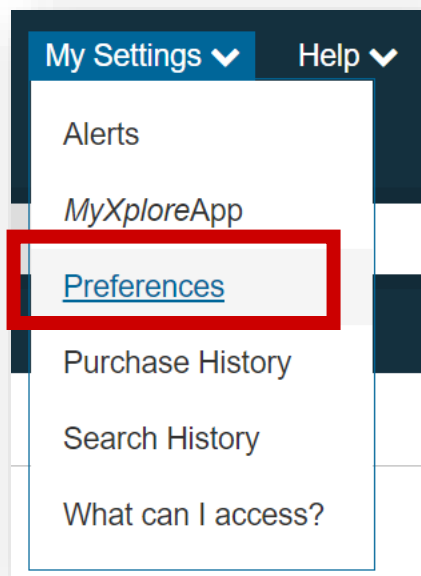 My Settings Help
Alerts
MyXploreApp
Preferences
Purchase History
Search History
What can I access?